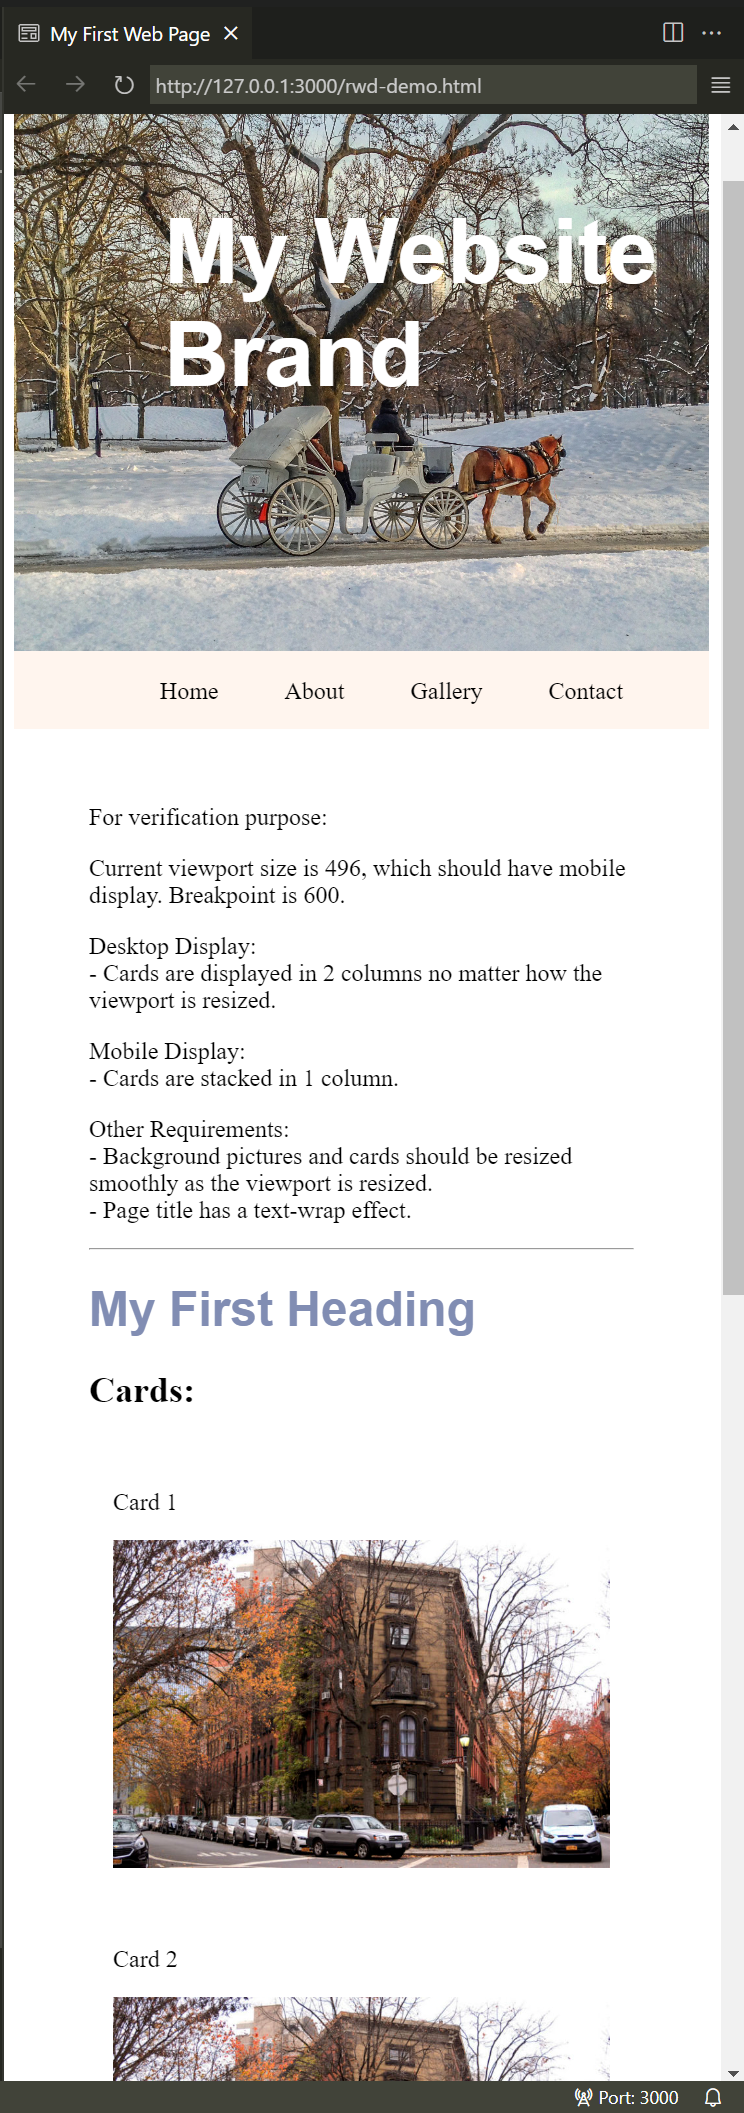 My First Web Page
http://127.0.0.1:3000/rwd-demo.html
My Website
Brand
Home About Gallery Contact
For verification purpose:
Current viewport size is 496, which should have mobile
display. Breakpoint is 600.
Desktop Display:
- Cards are displayed in 2 columns no matter how the
viewport is resized.
Mobile Display:
- Cards are stacked in 1 column.
Other Requirements:
- Background pictures and cards should be resized
smoothly as the viewport is resized.
- Page title has a text-wrap effect.
My First Heading
Cards:
Card 1
Card 2
Port: 3000